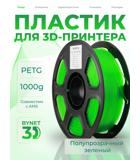 ПЛАСТИК
ДЛЯ 3D-ПРИНТЕРА
PETG
1000g
Совместим
с AMS
BYNET
3D
Полупрозрачный
зеленый